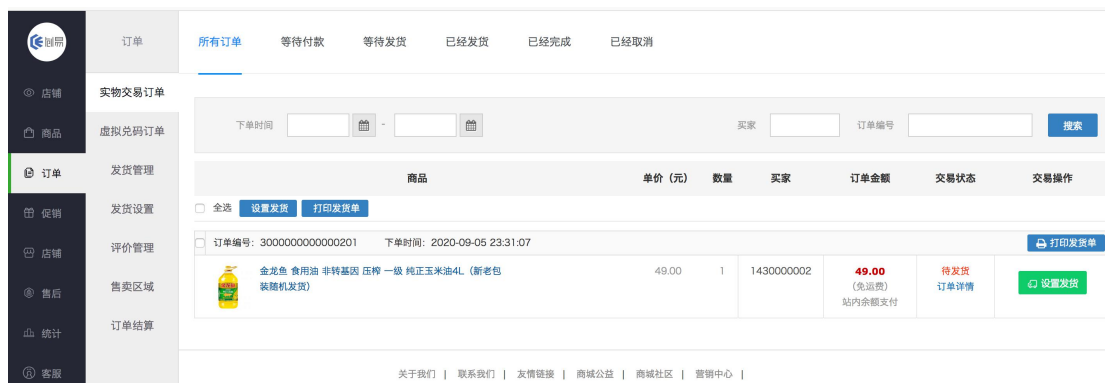 创易
订单
所有订单 等待付款 等待发货 已经发货 已经完成 已经取消
店铺
商品
订单
促销
店铺
售后
统计
客服
实物交易订单
虚拟兑码订单
发货管理
发货设置
评价管理
售卖区域
订单结算
下单时间 - 买家 订单编号 搜索
商品 单价（元） 数量 买家 订单金额 交易状态 交易操作
全选 设置发货 打印发货单
订单编号：3000000000000201 下单时间：2020-09-05 23:31:07 打印发货单
金龙鱼 食用油 非转基因 压榨 一级 纯正玉米油4L（新老包 49.00 1 1430000002 49.00 待发货 设置发货
装随机发货） (免运费) 订单详情
站内余额支付
关于我们 | 联系我们 | 友情链接 | 商城公益 | 商城社区 | 营销中心 |